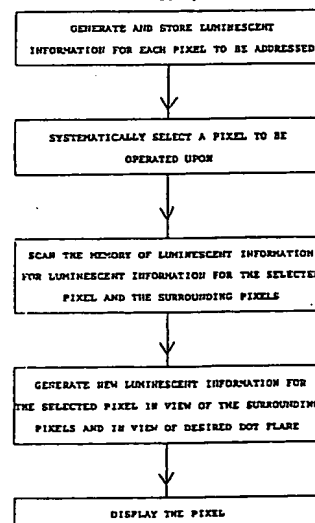 GENERATE AND STORE LUMINESCENT
INFORMATION FOR EACH PIXEL TO BE ADDRESSED
SYSTEMATICALLY SELECT A PIXEL TO BE
OPERATED UPON
SCAN THE MEMORY OF LUMINESCENT INFORMATION
FOR LUMINESCENT INFORMATION FOR THE SELECTED
PIXEL AND THE SURROUNDING PIXELS
GENERATE NEW LUMINESCENT INFORMATION FOR
THE SELECTED PIXEL IN VIEW OF THE SURROUNDING
PIXELS AND IN VIEW OF DESIRED DOT FLARE
DISPLAY THE PIXEL